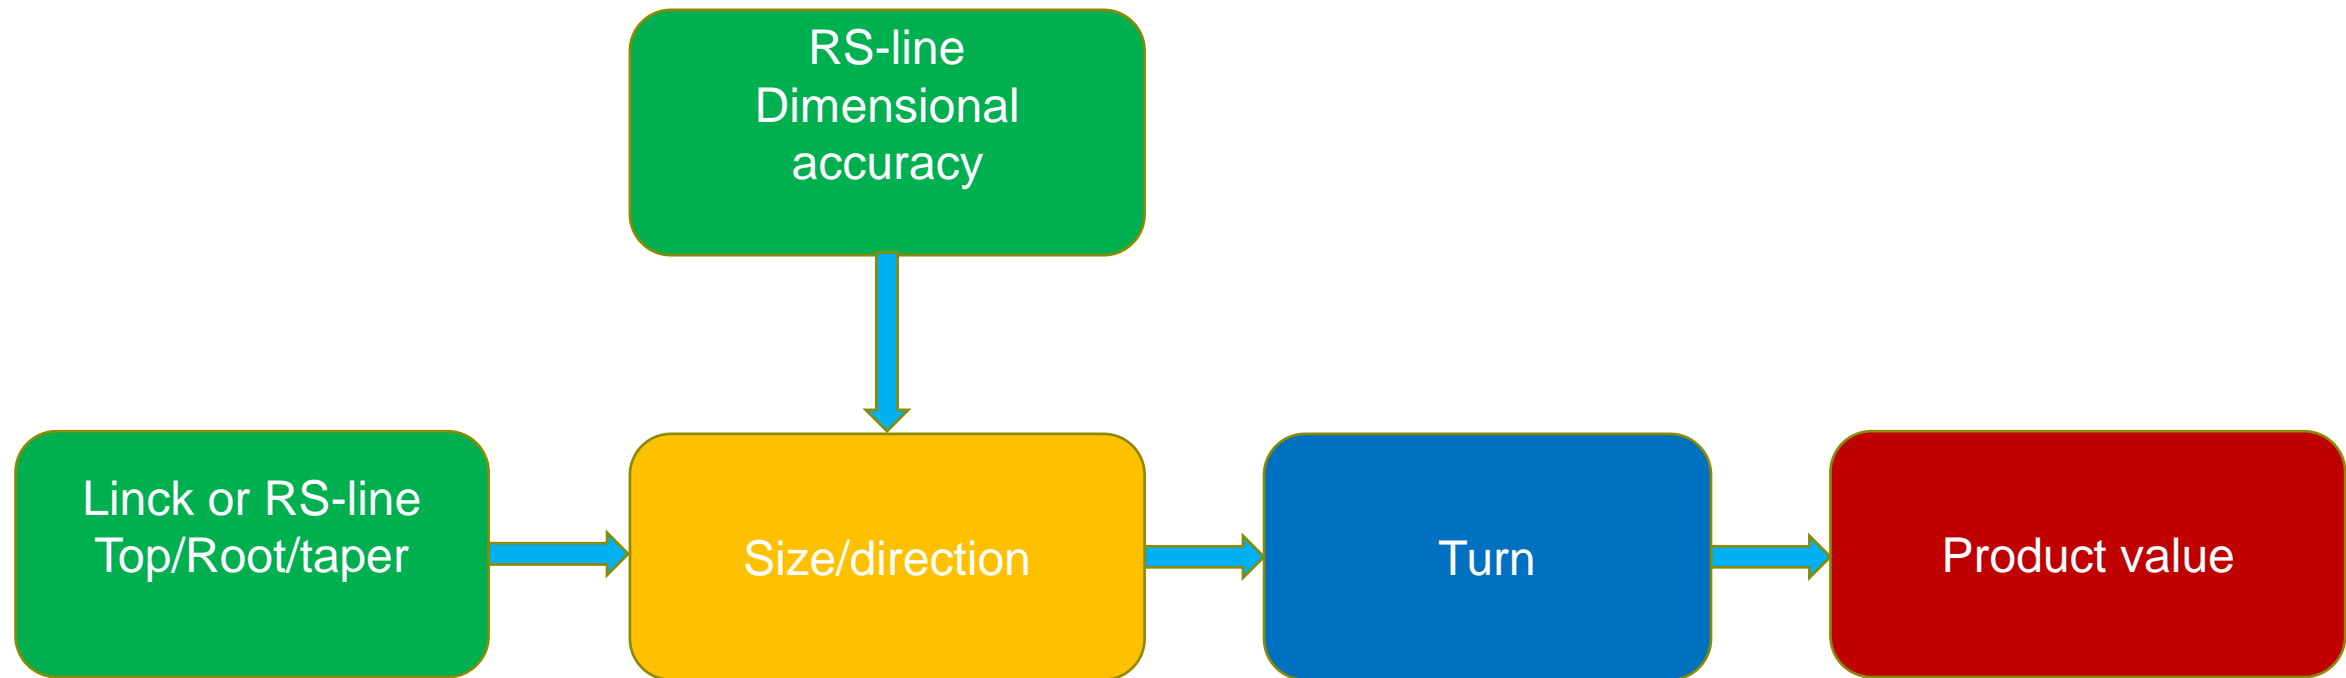 RS-line
Dimensional
accuracy
Linck or RS-line
Top/Root/taper
Size/direction
Turn
Product value